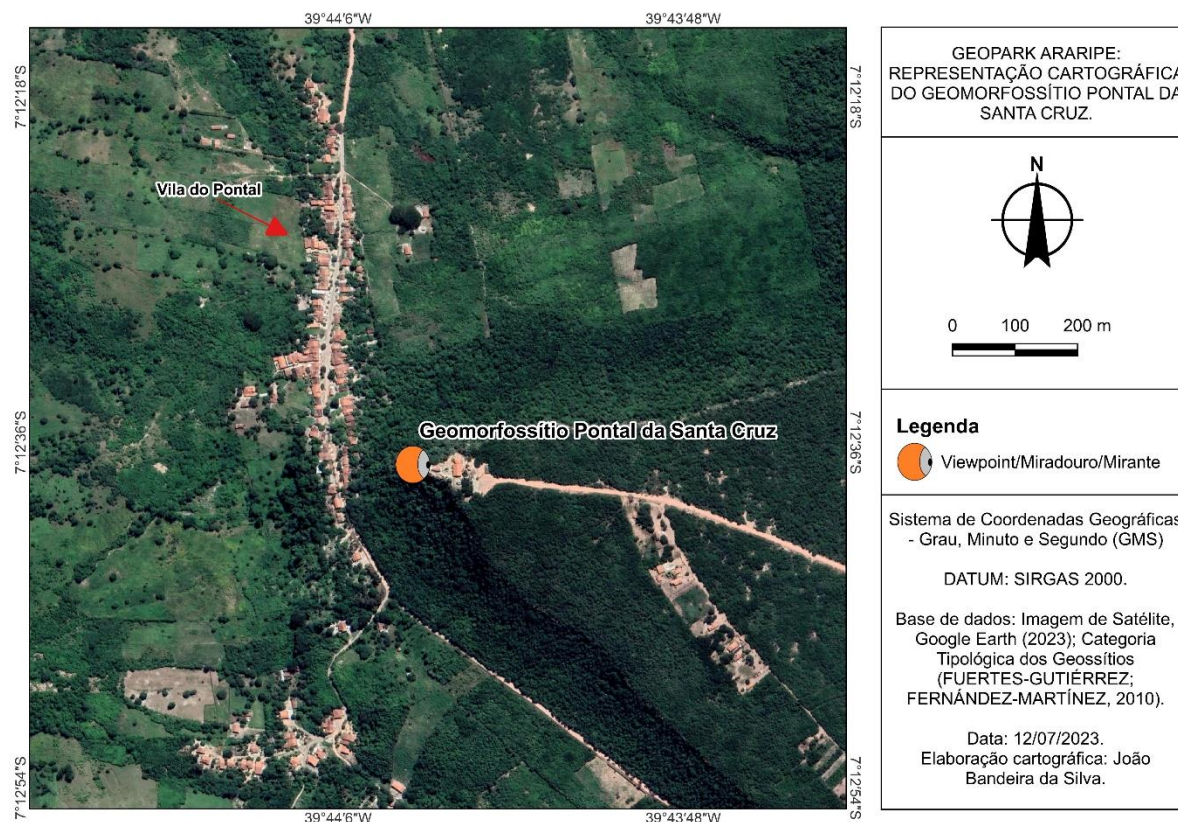 39°44'6"W
39°43'48"W
7°12'18"S
7°12'18"S
Vila do Pontal
7°12'36"S
7°12'36"S
Geomorfossítio Pontal da Santa Cruz
7°12'54"S
7°12'54"S
39°44'6"W
39°43'48"W
GEOPARK ARARIPE:
REPRESENTAÇÃO CARTOGRÁFICA
DO GEOMORFOSSÍTIO PONTAL DA
SANTA CRUZ.
N
0 100 200 m
Legenda
Viewpoint/Miradouro/Mirante
Sistema de Coordenadas Geográficas
- Grau, Minuto e Segundo (GMS)
DATUM: SIRGAS 2000.
Base de dados: Imagem de Satélite,
Google Earth (2023); Categoria
Tipológica dos Geossítios
(FUERTES-GUTIÉRREZ;
FERNÁNDEZ-MARTÍNEZ, 2010).
Data: 12/07/2023.
Elaboração cartográfica: João
Bandeira da Silva.